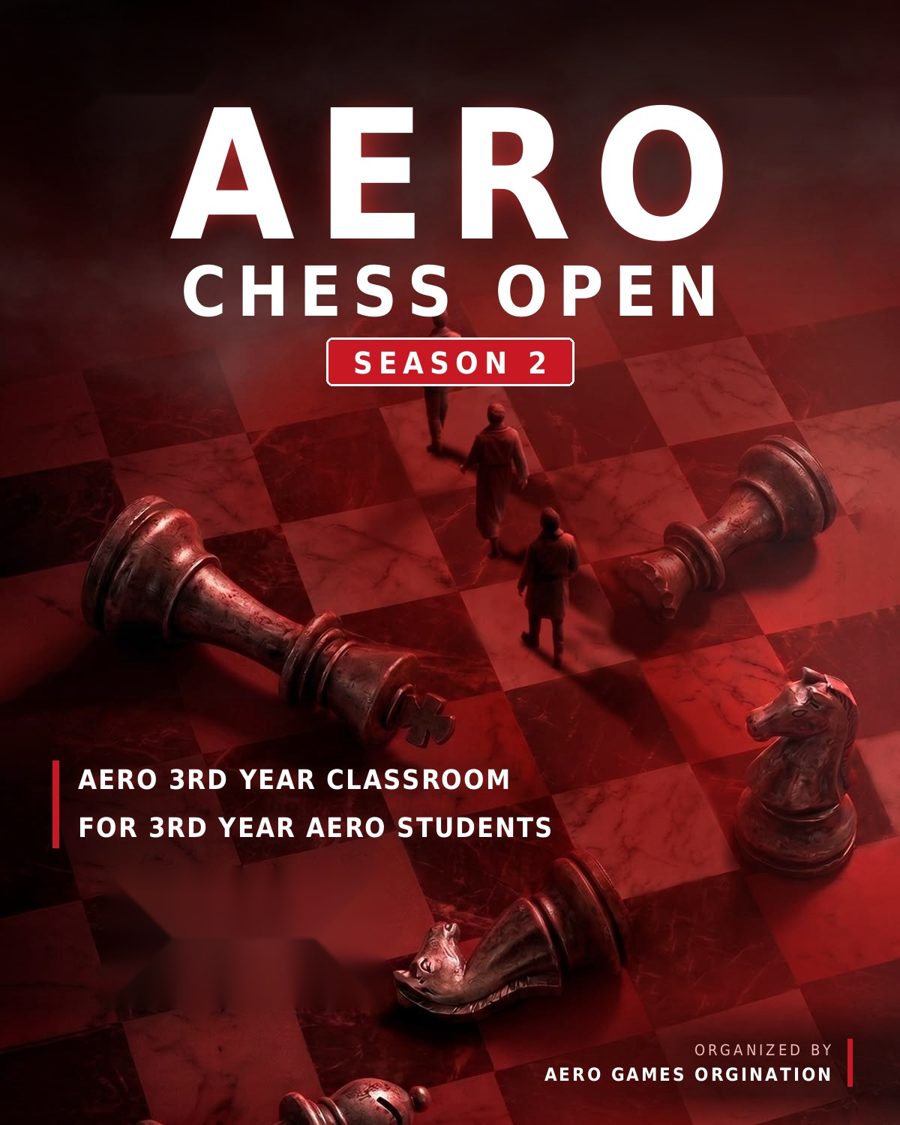 AERO
CHESS OPEN
SEASON 2
AERO 3RD YEAR CLASSROOM
FOR 3RD YEAR AERO STUDENTS
ORGANIZED BY
AERO GAMES ORGINATION